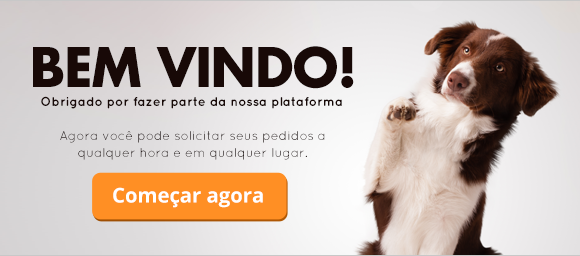 BEM VINDO!
Obrigado por fazer parte da nossa plataforma
Agora você pode solicitar seus pedidos a
qualquer hora e em qualquer lugar.
Começar agora